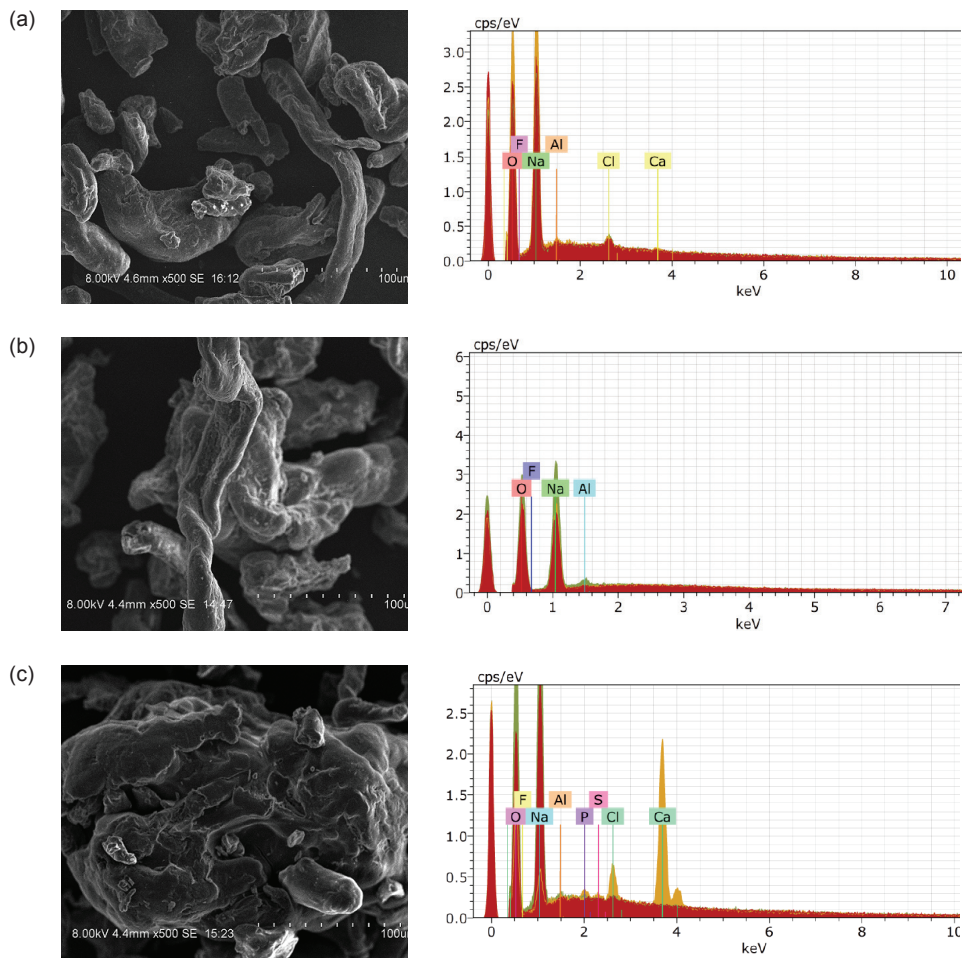 (a)
8.00kV 4.6mm x500 SE 16:12
100um
cps/eV
3.0
2.5
2.0
1.5
1.0
0.5
0.0
F Al
O Na Cl Ca
0 2 4 6 8 10
keV
(b)
8.00kV 4.4mm x500 SE 14:47
100u
cps/eV
6
5
4
3
2
1
0
F
O Na Al
0 1 2 3 4 5 6 7
keV
(c)
8.00kV 4.4mm x500 SE 15:23
100um
cps/eV
2.5
2.0
1.5
1.0
0.5
0.0
F Al S
O Na P Cl Ca
0 2 4 6 8 10
keV